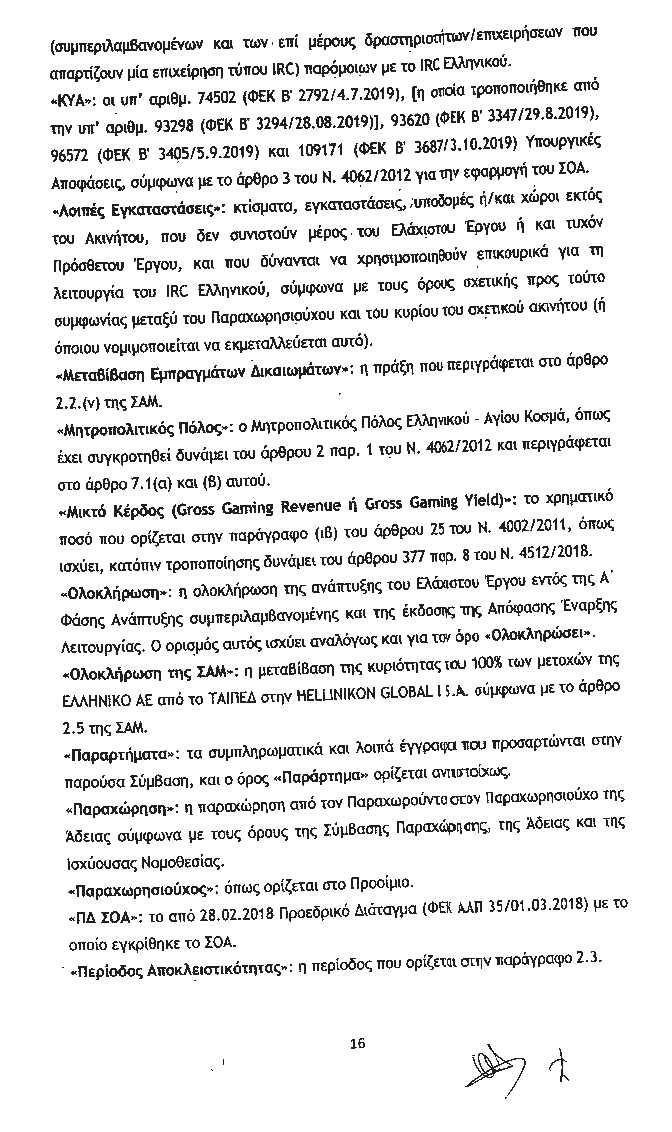 (συμπεριλαμβανομένων και των επί μέρους δραστηριοτήτων/επιχειρήσεων που
απαρτίζουν μία επιχείρηση τύπου IRC) παρόμοιων με το IRC Ελληνικού.
«ΚΥΑ»: οι υπ' αριθμ. 74502 (ΦΕΚ Β' 2792/4.7.2019), [η οποία τροποποιήθηκε από
την υπ' αριθμ. 93298 (ΦΕΚ Β' 3294/28.08.2019)], 93620 (ΦΕΚ Β' 3347/29.8.2019),
96572 (ΦΕΚ Β' 3405/5.9.2019) και 109171 (ΦΕΚ Β' 3687/3.10.2019) Υπουργικές
Αποφάσεις, σύμφωνα με το άρθρο 3 του Ν. 4062/2012 για την εφαρμογή του ΣΟΑ.
«Λοιπές Εγκαταστάσεις»: κτίσματα, εγκαταστάσεις, υποδομές ή/και χώροι εκτός
του Ακινήτου, που δεν συνιστούν μέρος του Ελάχιστου Έργου ή και τυχόν
Πρόσθετου Έργου, και που δύνανται να χρησιμοποιηθούν επικουρικά για τη
λειτουργία του IRC Ελληνικού, σύμφωνα με τους όρους σχετικής προς τούτο
συμφωνίας μεταξύ του Παραχωρησιούχου και του κυρίου του σχετικού ακινήτου (ή
όποιου νομιμοποιείται να εκμεταλλεύεται αυτό).
«Μεταβίβαση Εμπραγμάτων Δικαιωμάτων»: η πράξη που περιγράφεται στο άρθρο
2.2.(v) της ΣΑΜ.
«Μητροπολιτικός Πόλος»: ο Μητροπολιτικός Πόλος Ελληνικού - Αγίου Κοσμά, όπως
έχει συγκροτηθεί δυνάμει του άρθρου 2 παρ. 1 του Ν. 4062/2012 και περιγράφεται
στο άρθρο 7.1(α) και (β) αυτού.
«Μικτό Κέρδος (Gross Gaming Revenue ή Gross Gaming Yield)»: το χρηματικό
ποσό που ορίζεται στην παράγραφο (ιβ) του άρθρου 25 του Ν. 4002/2011, όπως
ισχύει, κατόπιν τροποποίησης δυνάμει του άρθρου 377 παρ. 8 του Ν. 4512/2018.
«Ολοκλήρωση»: η ολοκλήρωση της ανάπτυξης του Ελάχιστου Έργου εντός της Α΄
Φάσης Ανάπτυξης συμπεριλαμβανομένης και της έκδοσης της Απόφασης Έναρξης
Λειτουργίας. Ο ορισμός αυτός ισχύει αναλόγως και για τον όρο «Ολοκληρώσει».
«Ολοκλήρωση της ΣΑΜ»: η μεταβίβαση της κυριότητας του 100% των μετοχών της
ΕΛΛΗΝΙΚΟ ΑΕ από το ΤΑΙΠΕΔ στην HELLINIKON GLOBAL I S.A. σύμφωνα με το άρθρο
2.5 της ΣΑΜ.
«Παραρτήματα»: τα συμπληρωματικά και λοιπά έγγραφα που προσαρτώνται στην
παρούσα Σύμβαση, και ο όρος «Παράρτημα» ορίζεται αντιστοίχως.
«Παραχώρηση»: η παραχώρηση από τον Παραχωρούντα στον Παραχωρησιούχο της
Άδειας σύμφωνα με τους όρους της Σύμβασης Παραχώρησης, της Άδειας και της
Ισχύουσας Νομοθεσίας.
«Παραχωρησιούχος»: όπως ορίζεται στο Προοίμιο.
«ΠΔ ΣΟΑ»: το από 28.02.2018 Προεδρικό Διάταγμα (ΦΕΚ ΑΑΠ 35/01.03.2018) με το
οποίο εγκρίθηκε το ΣΟΑ.
«Περίοδος Αποκλειστικότητας»: η περίοδος που ορίζεται στην παράγραφο 2.3.
16